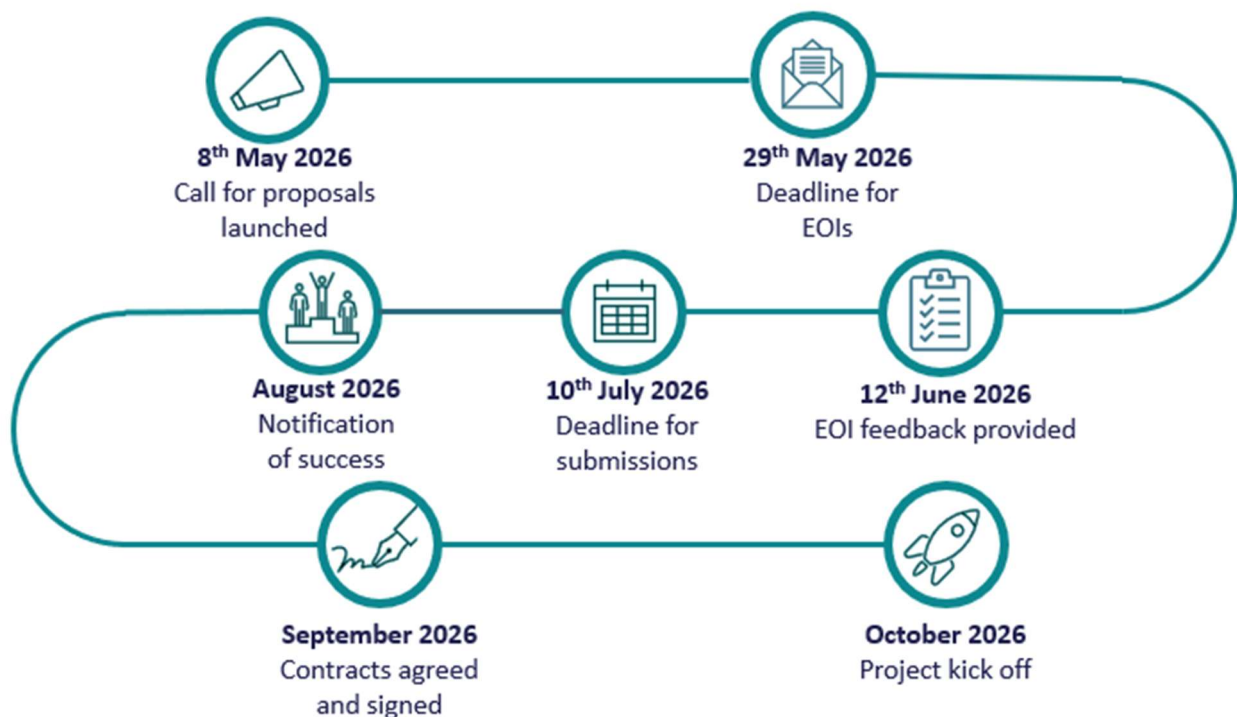 8th May 2026
Call for proposals
launched
29th May 2026
Deadline for
EOIs
12th June 2026
EOI feedback provided
10th July 2026
Deadline for
submissions
August 2026
Notification
of success
September 2026
Contracts agreed
and signed
October 2026
Project kick off